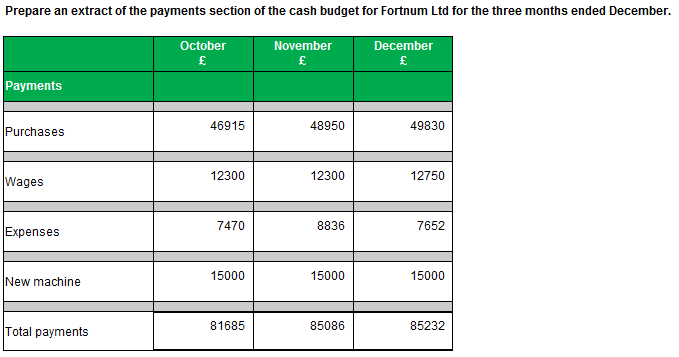 Prepare an extract of the payments section of the cash budget for Fortnum Ltd for the three months ended December.
October November December
£ £ £
Payments
Purchases 46915 48950 49830
Wages 12300 12300 12750
Expenses 7470 8836 7652
New machine 15000 15000 15000
Total payments 81685 85086 85232